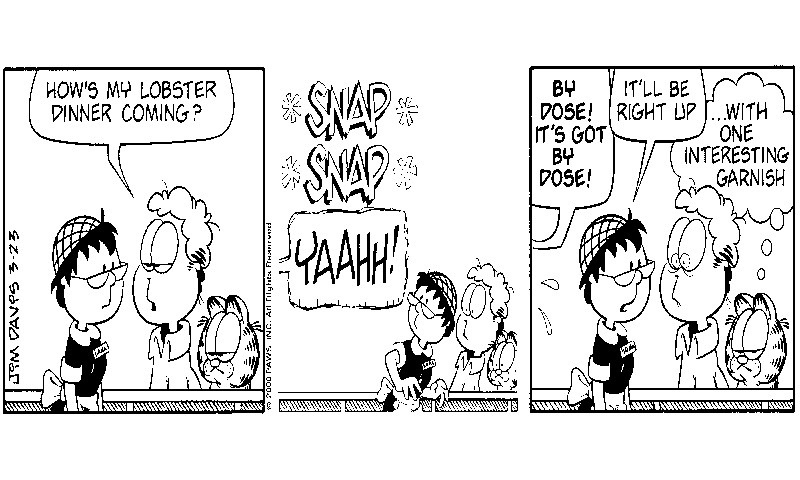 HOW'S MY LOBSTER
DINNER COMING?
JIM DAVIS 3-23
© 2000 PAWS, INC. All Rights Reserved
SNAP
SNAP
YAAHH!
BY
DOSE!
IT'S GOT
BY
DOSE!
IT'LL BE
RIGHT UP
...WITH
ONE
INTERESTING
GARNISH